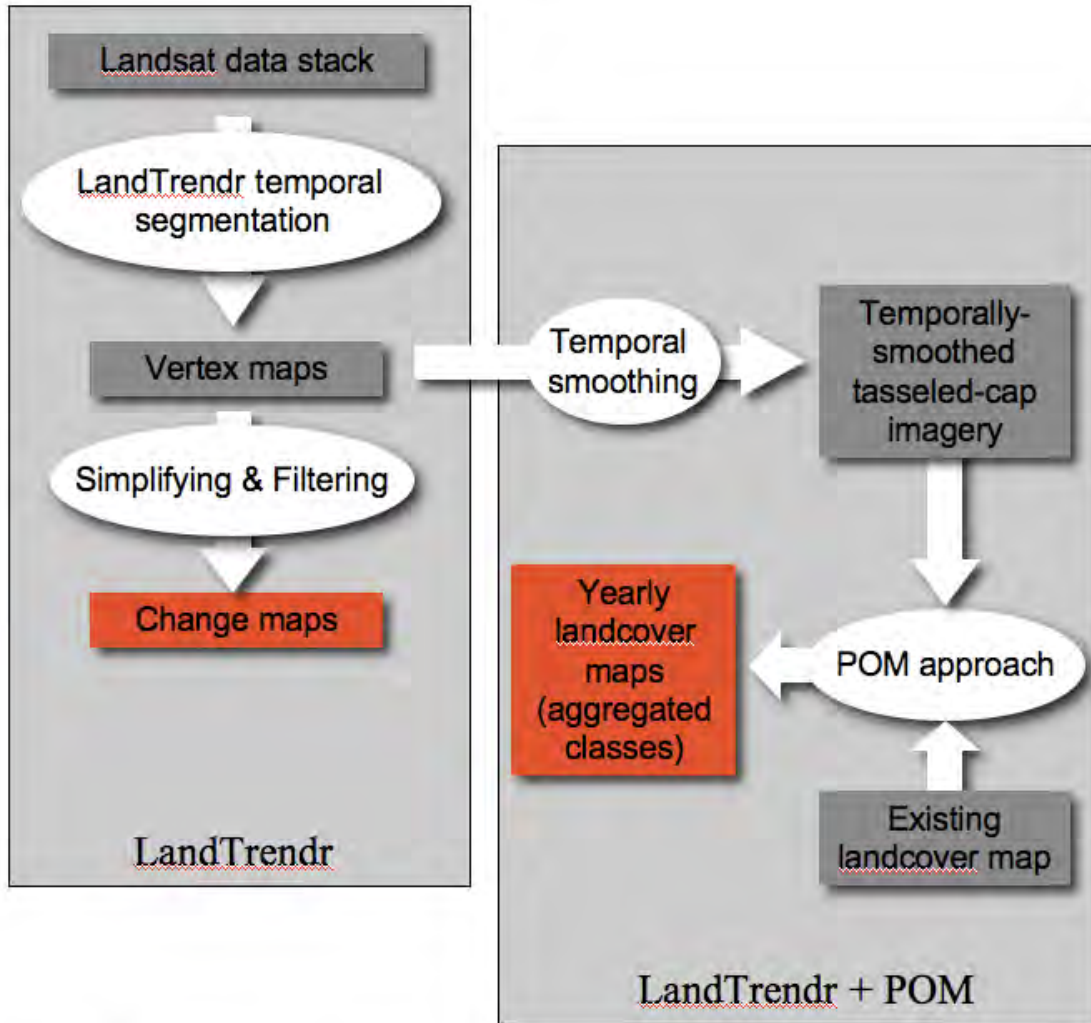 Landsat data stack
LandTrendr temporal
segmentation
Vertex maps
Simplifying & Filtering
Change maps
LandTrendr
Temporal
smoothing
Temporally-
smoothed
tasseled-cap
imagery
POM approach
Yearly
landcover
maps
(aggregated
classes)
Existing
landcover map
LandTrendr + POM